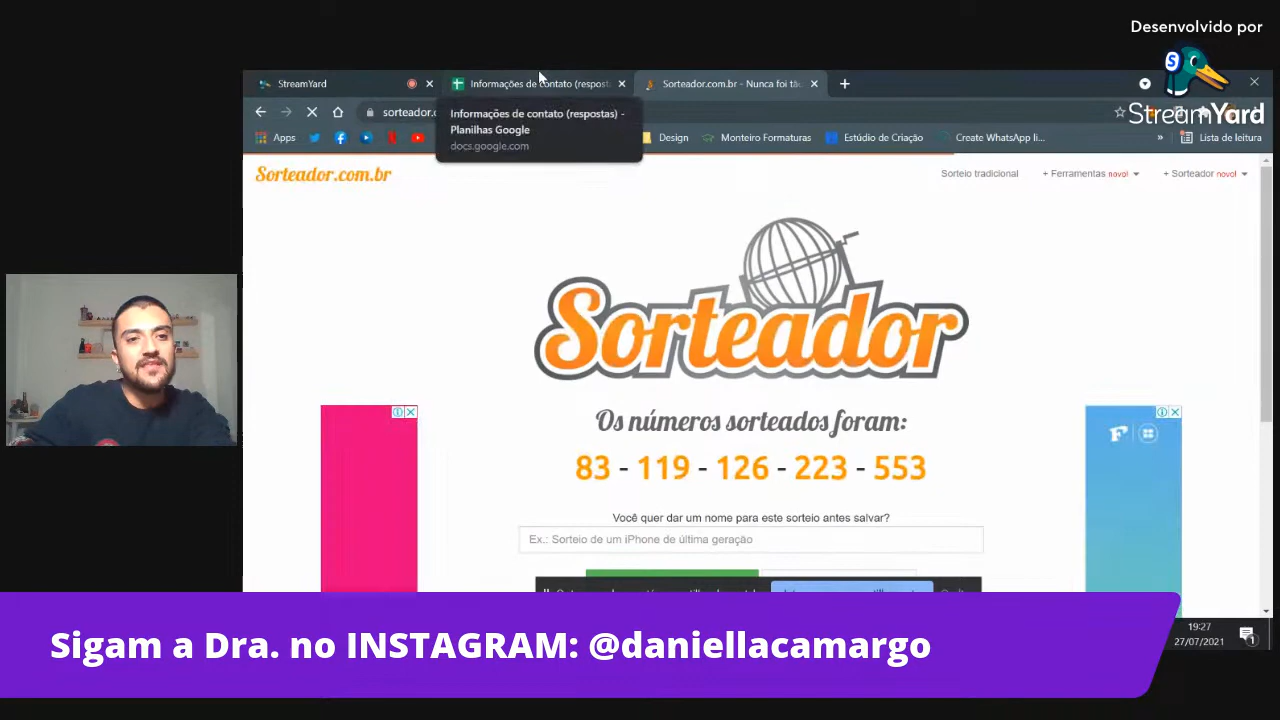 Desenvolvido por
StreamYard
StreamYard
Informações de contato (respost
Sorteador.com.br - Nunca foi tã
sorteador.c
Informações de contato (respostas) -
Planilhas Google
docs.google.com
Apps
Design
Monteiro Formaturas
Estúdio de Criação
Create WhatsApp li...
»
Lista de leitura
Sorteador.com.br
Sorteio tradicional
+ Ferramentas novo!
+ Sorteador novo!
Sorteador
Os números sorteados foram:
83 - 119 - 126 - 223 - 553
Você quer dar um nome para este sorteio antes salvar?
Ex.: Sorteio de um iPhone de última geração
19:27
27/07/2021
1
Sigam a Dra. no INSTAGRAM: @daniellacamargo